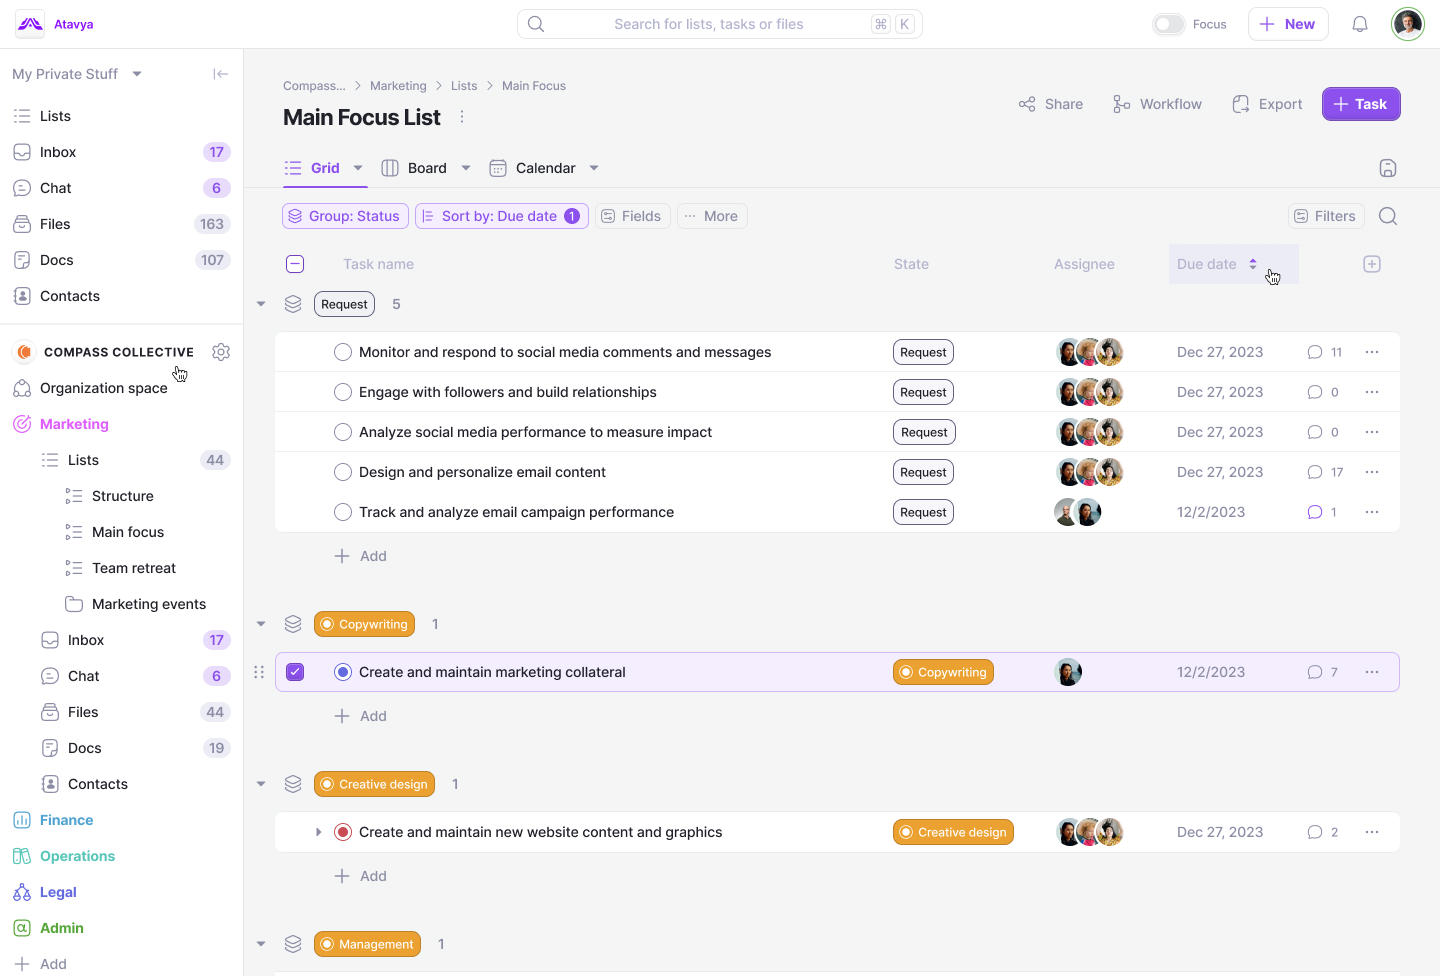 Atavya
Search for lists, tasks or files
⌘ K
Focus
New
My Private Stuff
Lists
Inbox 17
Chat 6
Files 163
Docs 107
Contacts
COMPASS COLLECTIVE
Organization space
Marketing
Lists 44
Structure
Main focus
Team retreat
Marketing events
Inbox 17
Chat 6
Files 44
Docs 19
Contacts
Finance
Operations
Legal
Admin
Add
Compass... > Marketing > Lists > Main Focus
Main Focus List
Share Workflow Export Task
Grid Board Calendar
Group: Status Sort by: Due date 1 Fields More Filters
Task name State Assignee Due date
Request 5
Monitor and respond to social media comments and messages Request Dec 27, 2023 11
Engage with followers and build relationships Request Dec 27, 2023 0
Analyze social media performance to measure impact Request Dec 27, 2023 0
Design and personalize email content Request Dec 27, 2023 17
Track and analyze email campaign performance Request 12/2/2023 1
Add
Copywriting 1
Create and maintain marketing collateral Copywriting 12/2/2023 7
Add
Creative design 1
Create and maintain new website content and graphics Creative design Dec 27, 2023 2
Add
Management 1